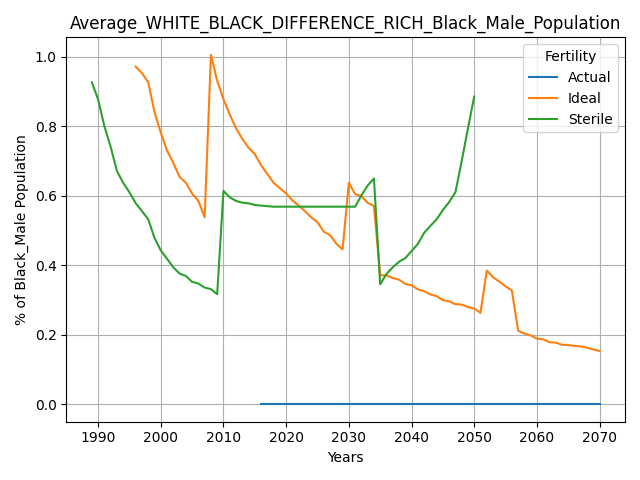 Average_WHITE_BLACK_DIFFERENCE_RICH_Black_Male_Population
Fertility
Actual
Ideal
Sterile
% of Black_Male Population
1.0
0.8
0.6
0.4
0.2
0.0
1990 2000 2010 2020 2030 2040 2050 2060 2070
Years